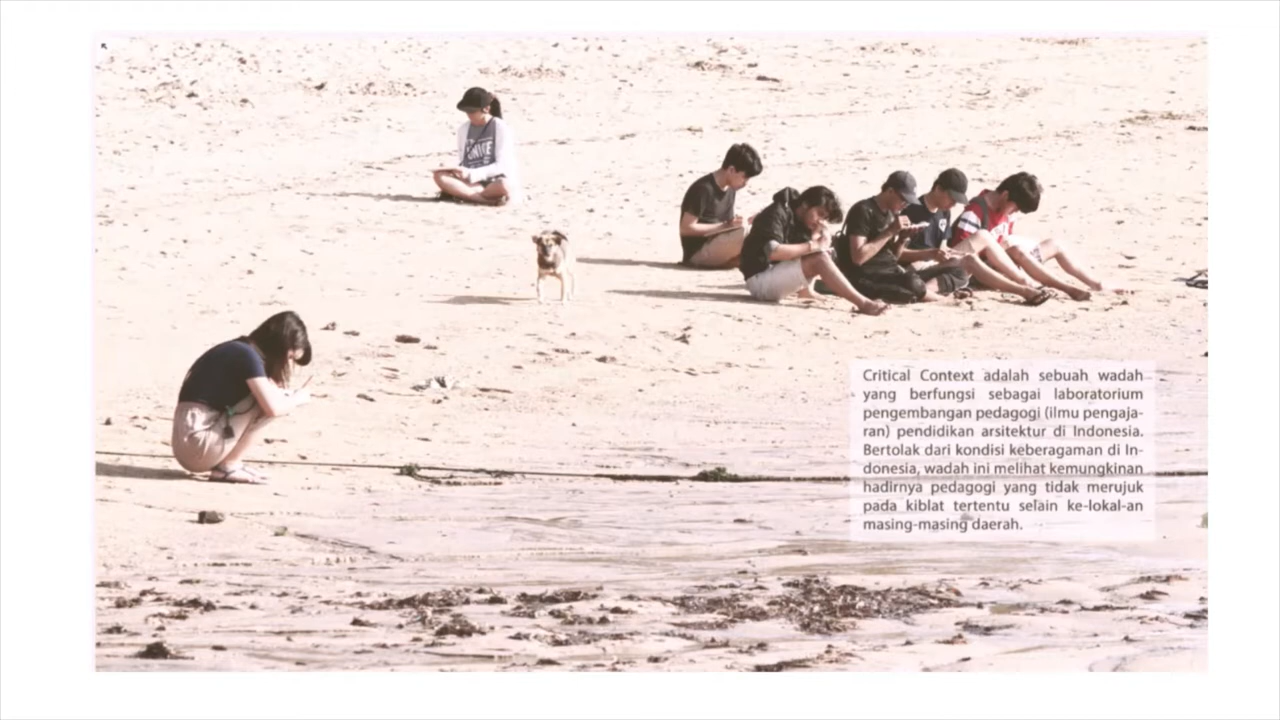 Critical Context adalah sebuah wadah
yang berfungsi sebagai laboratorium
pengembangan pedagogi (ilmu pengaja-
ran) pendidikan arsitektur di Indonesia.
Bertolak dari kondisi keberagaman di In-
donesia, wadah ini melihat kemungkinan
hadirnya pedagogi yang tidak merujuk
pada kiblat tertentu selain ke-lokal-an
masing-masing daerah.